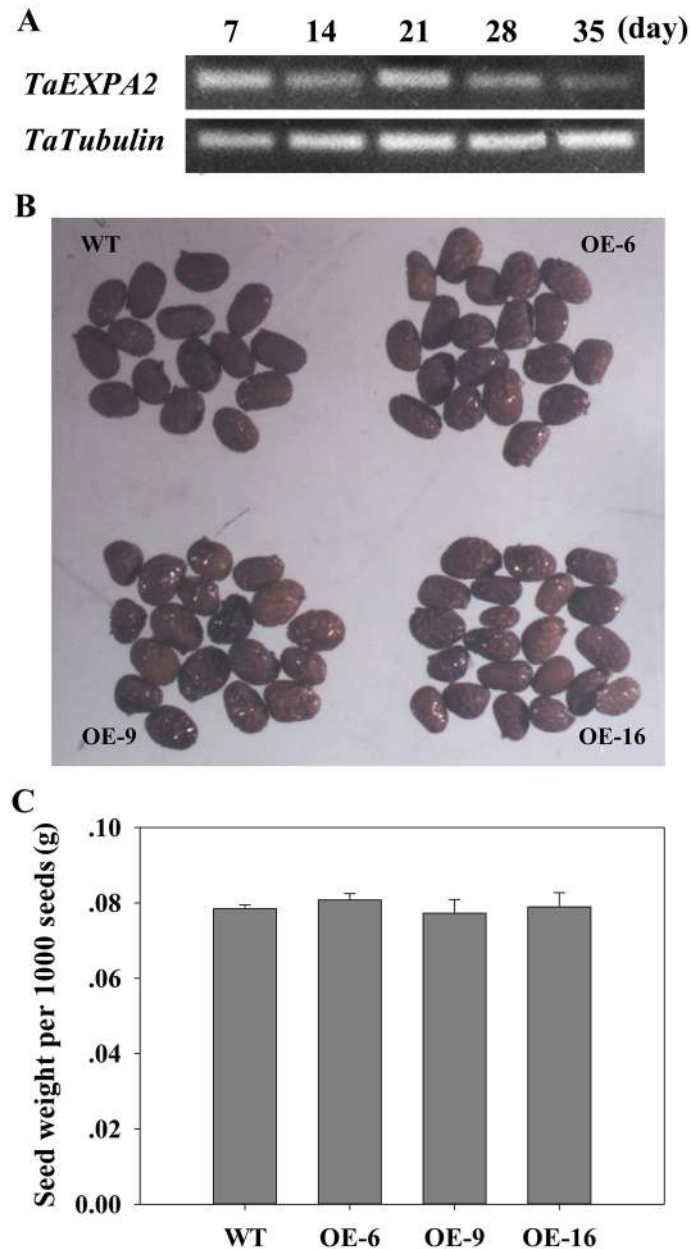 A
7 14 21 28 35 (day)
TaEXPA2
TaTubulin
B
WT OE-6
OE-9 OE-16
C
Seed weight per 1000 seeds (g)
.10
.08
.06
.04
.02
0.00
WT OE-6 OE-9 OE-16